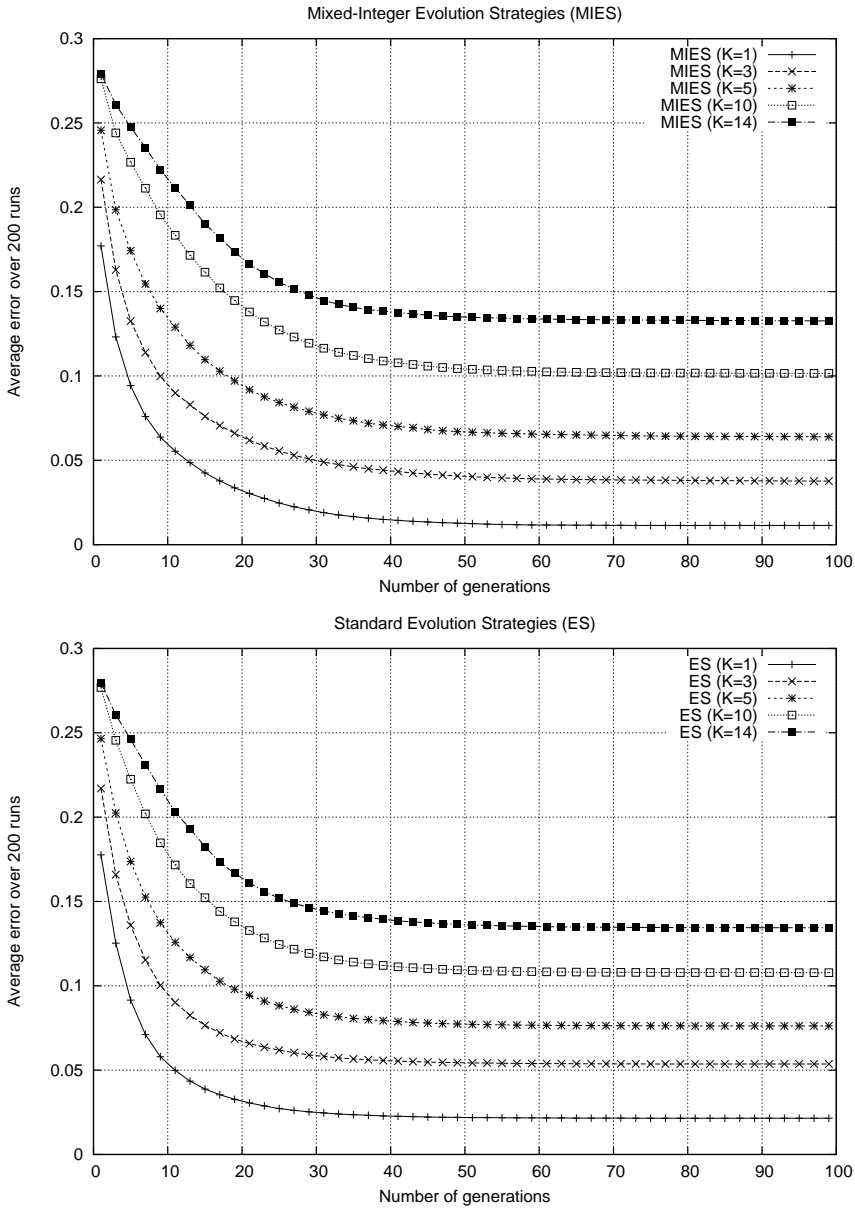 Mixed-Integer Evolution Strategies (MIES)
0.3
0.25
0.2
0.15
0.1
0.05
0
Average error over 200 runs
MIES (K=1)
MIES (K=3)
MIES (K=5)
MIES (K=10)
MIES (K=14)
0 10 20 30 40 50 60 70 80 90 100
Number of generations
Standard Evolution Strategies (ES)
0.3
0.25
0.2
0.15
0.1
0.05
0
Average error over 200 runs
ES (K=1)
ES (K=3)
ES (K=5)
ES (K=10)
ES (K=14)
0 10 20 30 40 50 60 70 80 90 100
Number of generations